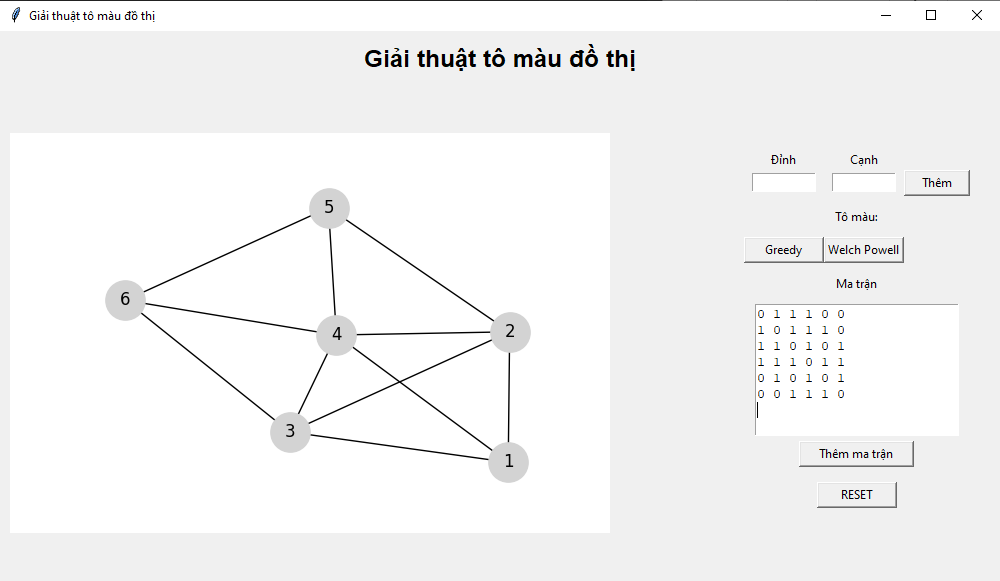 Giải thuật tô màu đồ thị
Giải thuật tô màu đồ thị
5
6
4
2
3
1
Đỉnh Cạnh
Thêm
Tô màu:
Greedy Welch Powell
Ma trận
0 1 1 1 0 0
1 0 1 1 1 0
1 1 0 1 0 1
1 1 1 0 1 1
0 1 0 1 0 1
0 0 1 1 1 0
Thêm ma trận
RESET